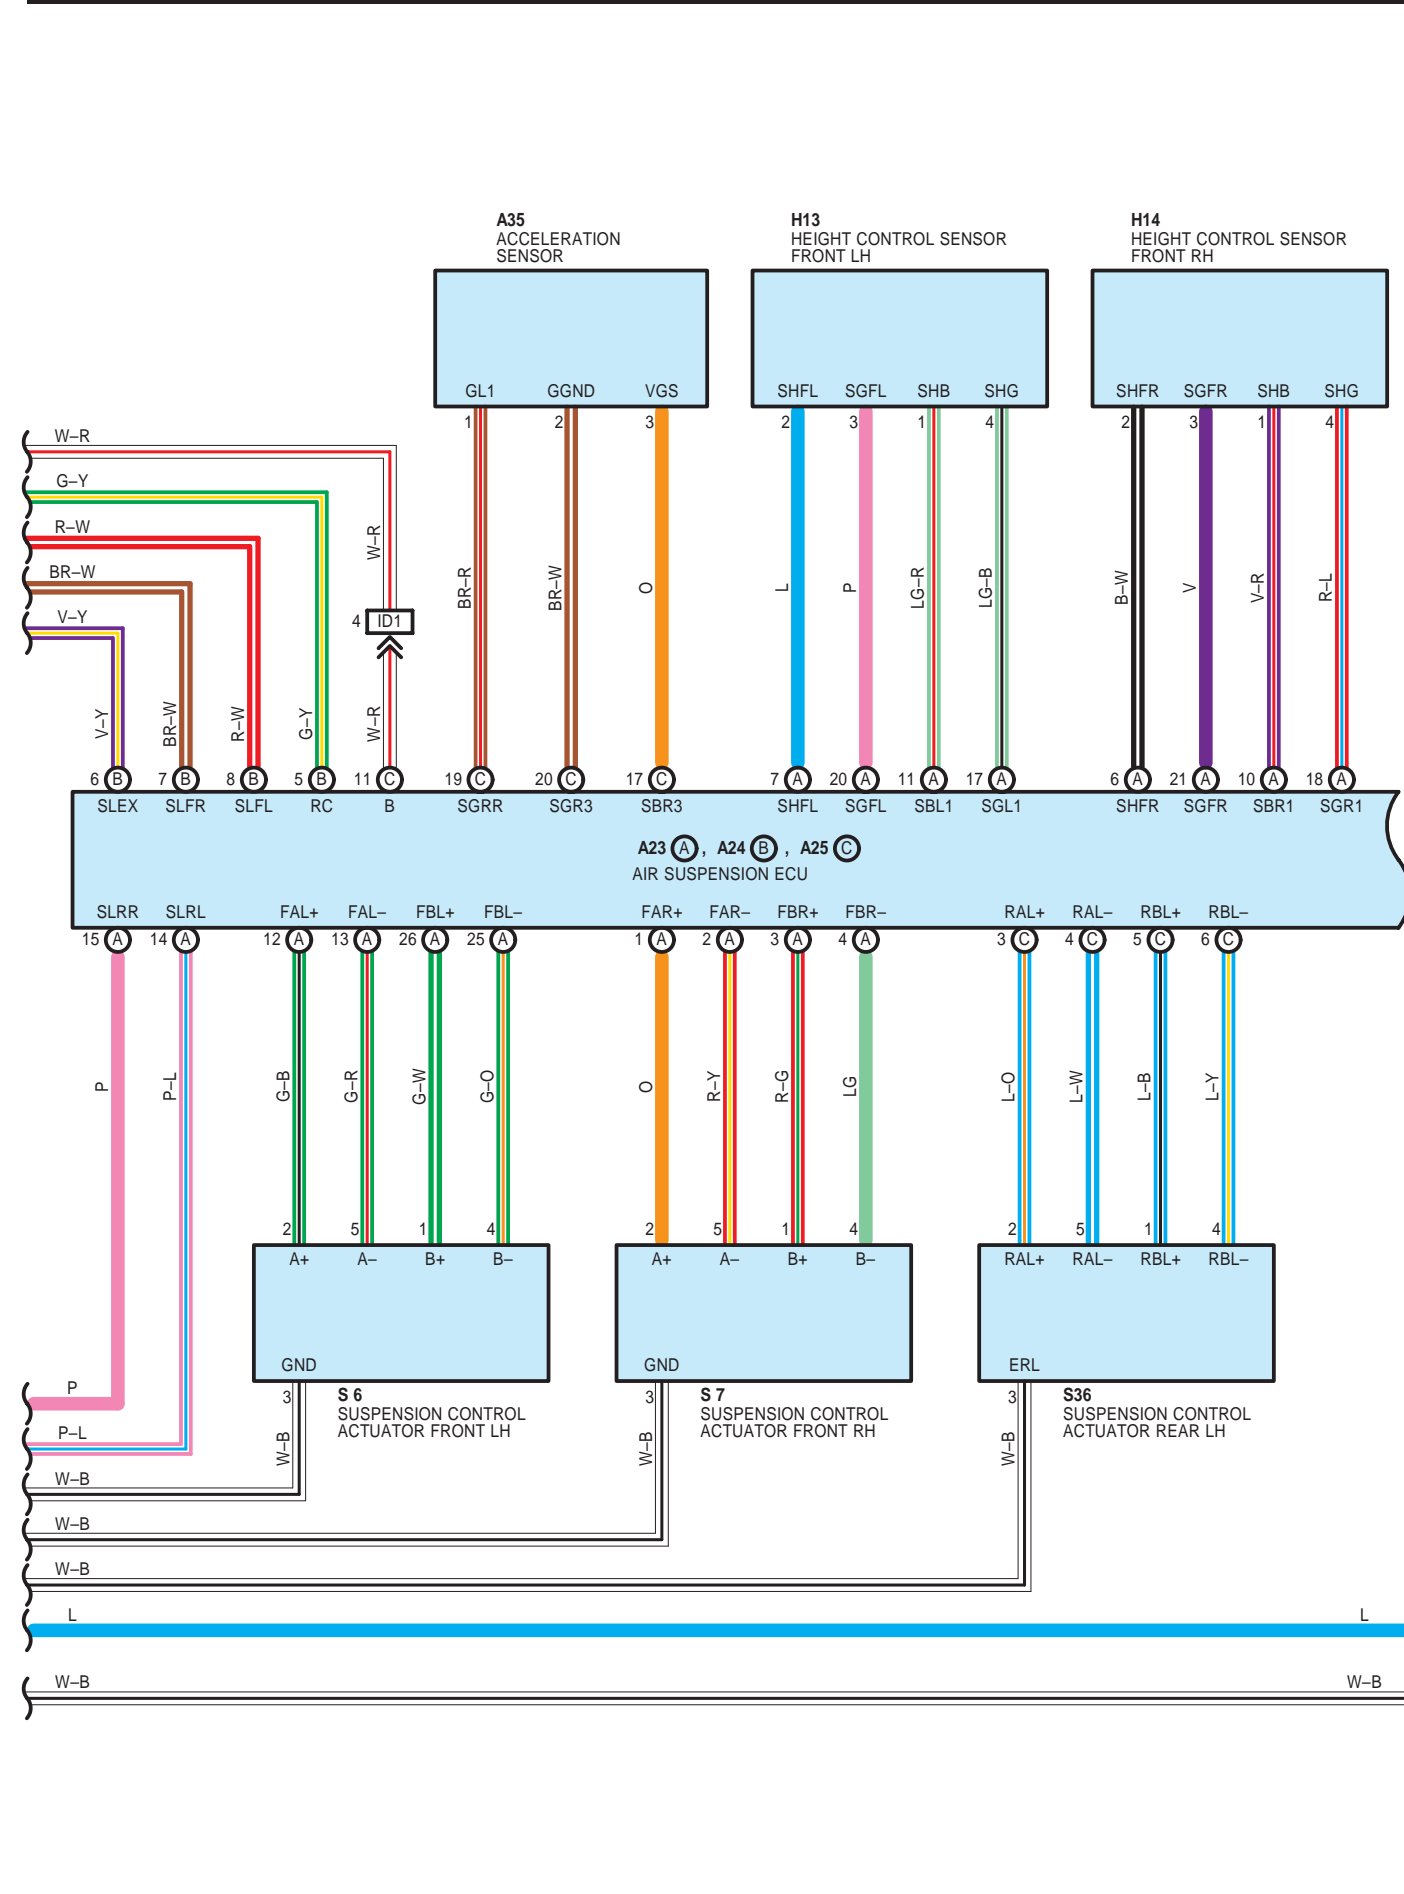 A35
ACCELERATION
SENSOR
H13
HEIGHT CONTROL SENSOR
FRONT LH
H14
HEIGHT CONTROL SENSOR
FRONT RH
GL1 GGND VGS
SHFL SGFL SHB SHG
SHFR SGFR SHB SHG
1 2 3
2 3 1 4
2 3 1 4
W–R
G–Y
R–W
BR–W
V–Y
W–R
4 ID1
BR–R BR–W O
L P LG–R LG–B
B–W V V–R R–L
V–Y BR–W R–W G–Y W–R
6 B 7 B 8 B 5 B 11 C 19 C 20 C 17 C 7 A 20 A 11 A 17 A 6 A 21 A 10 A 18 A
SLEX SLFR SLFL RC B SGRR SGR3 SBR3 SHFL SGFL SBL1 SGL1 SHFR SGFR SBR1 SGR1
A23 A , A24 B , A25 C
AIR SUSPENSION ECU
SLRR SLRL FAL+ FAL– FBL+ FBL– FAR+ FAR– FBR+ FBR– RAL+ RAL– RBL+ RBL–
15 A 14 A 12 A 13 A 26 A 25 A 1 A 2 A 3 A 4 A 3 C 4 C 5 C 6 C
P P–L G–B G–R G–W G–O O R–Y R–G LG L–O L–W L–B L–Y
2 5 1 4
2 5 1 4
2 5 1 4
A+ A– B+ B–
A+ A– B+ B–
RAL+ RAL– RBL+ RBL–
GND
GND
ERL
3
S 6
SUSPENSION CONTROL
ACTUATOR FRONT LH
3
S 7
SUSPENSION CONTROL
ACTUATOR FRONT RH
3
S36
SUSPENSION CONTROL
ACTUATOR REAR LH
W–B W–B W–B
P
P–L
W–B
W–B
W–B
L L
W–B W–B